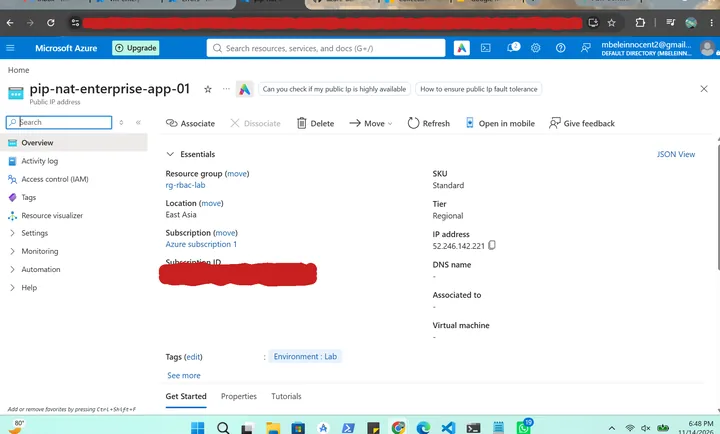 Microsoft Azure
Upgrade
Search resources, services, and docs (G+/)
2
mbeleinnocent2@gmail...
DEFAULT DIRECTORY (MBELEINN...
Home
pip-nat-enterprise-app-01
Public IP address
Can you check if my public Ip is highly available
How to ensure public Ip fault tolerance
Search
Associate
Dissociate
Delete
Move
Refresh
Open in mobile
Give feedback
Overview
Activity log
Access control (IAM)
Tags
Resource visualizer
Settings
Monitoring
Automation
Help
Essentials
JSON View
Resource group (move)
rg-rbac-lab
Location (move)
East Asia
Subscription (move)
Azure subscription 1
Subscription ID
SKU
Standard
Tier
Regional
IP address
52.246.142.221
DNS name
-
Associated to
-
Virtual machine
-
Tags (edit)
:
Environment : Lab
See more
Get Started
Properties
Tutorials
Add or remove favorites by pressing Ctrl+Shift+F
80°
19
6:48 PM